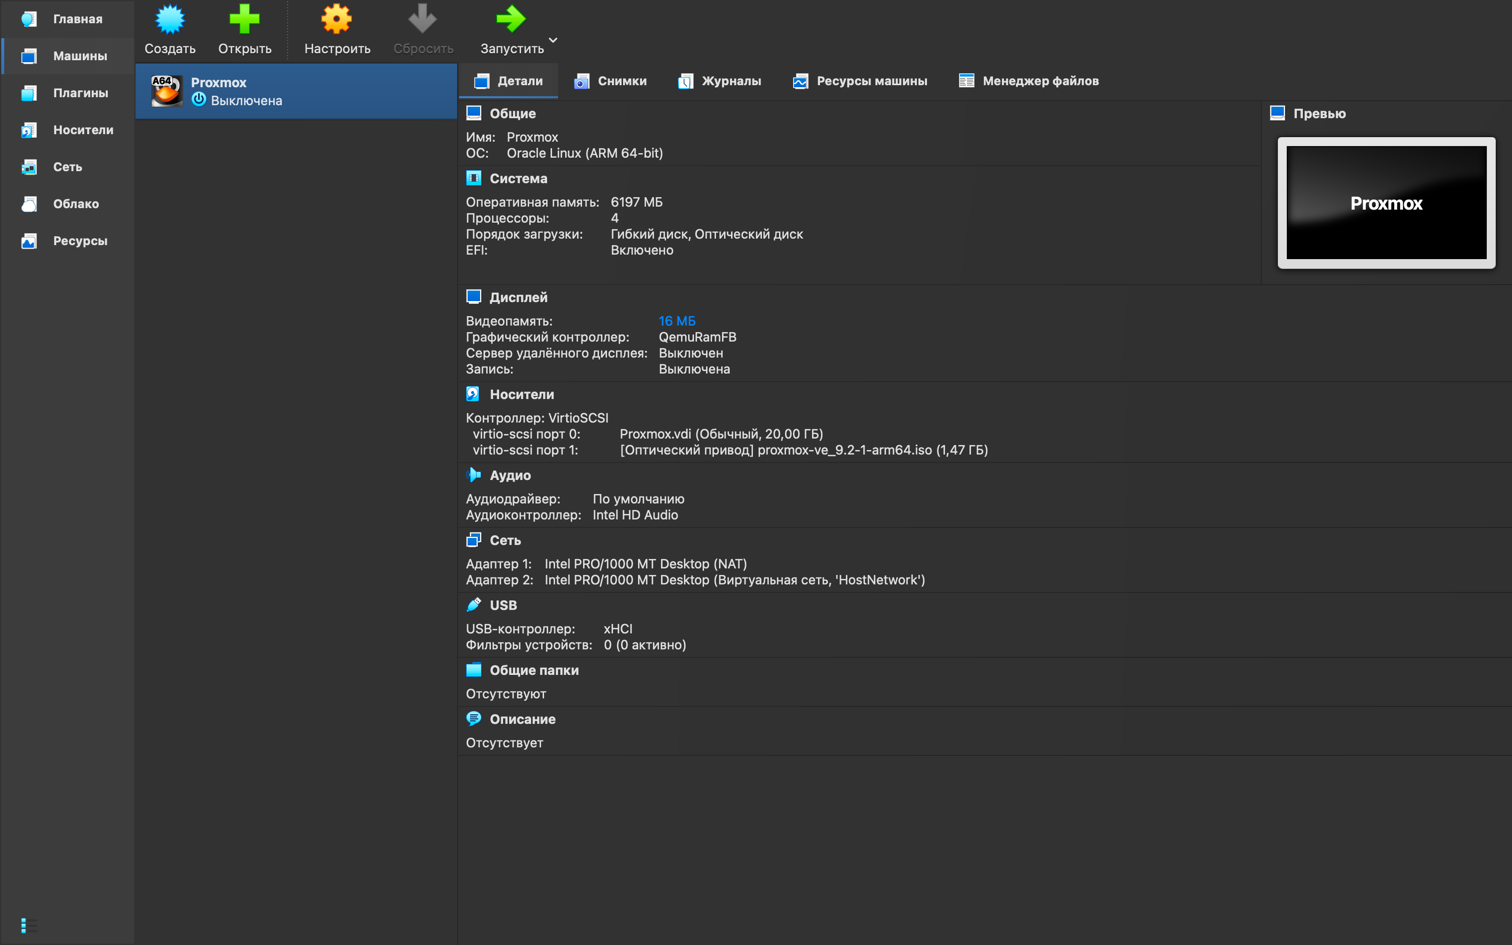 Главная
Машины
Плагины
Носители
Сеть
Облако
Ресурсы
Создать
Открыть
Настроить
Сбросить
Запустить
A64
Proxmox
Выключена
Детали
Снимки
Журналы
Ресурсы машины
Менеджер файлов
Общие
Имя: Proxmox
ОС: Oracle Linux (ARM 64-bit)
Система
Оперативная память: 6197 МБ
Процессоры: 4
Порядок загрузки: Гибкий диск, Оптический диск
EFI: Включено
Превью
Proxmox
Дисплей
Видеопамять: 16 МБ
Графический контроллер: QemuRamFB
Сервер удалённого дисплея: Выключен
Запись: Выключена
Носители
Контроллер: VirtioSCSI
virtio-scsi порт 0: Proxmox.vdi (Обычный, 20,00 ГБ)
virtio-scsi порт 1: [Оптический привод] proxmox-ve_9.2-1-arm64.iso (1,47 ГБ)
Аудио
Аудиодрайвер: По умолчанию
Аудиоконтроллер: Intel HD Audio
Сеть
Адаптер 1: Intel PRO/1000 MT Desktop (NAT)
Адаптер 2: Intel PRO/1000 MT Desktop (Виртуальная сеть, 'HostNetwork')
USB
USB-контроллер: xHCI
Фильтры устройств: 0 (0 активно)
Общие папки
Отсутствуют
Описание
Отсутствует